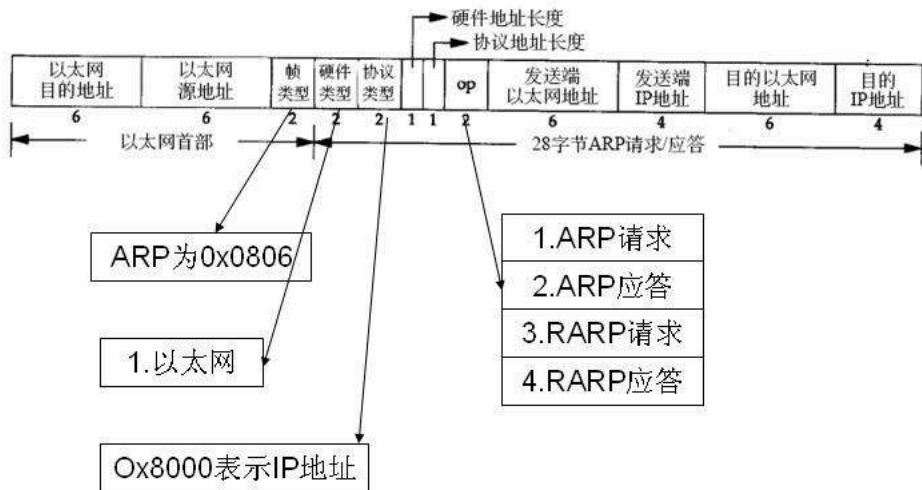 硬件地址长度
协议地址长度
以太网 以太网 帧 硬件 协议 op 发送端 发送端 目的以太网 目的
目的地址 源地址 类型 类型 类型 以太网地址 IP地址 地址 IP地址
6 6 2 2 2 1 1 2 6 4 6 4
以太网首部 28字节ARP请求/应答
ARP为0x0806
1.以太网
Ox8000表示IP地址
1.ARP请求
2.ARP应答
3.RARP请求
4.RARP应答